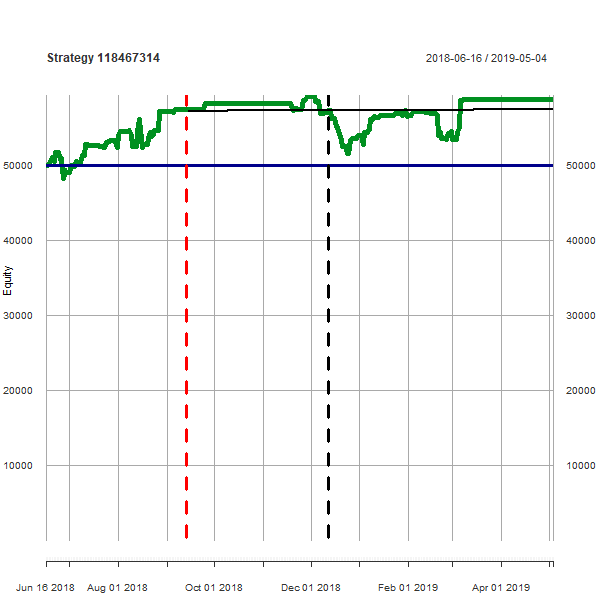 Strategy 118467314 2018-06-16 / 2019-05-04
50000 50000
40000 40000
Equity
30000 30000
20000 20000
10000 10000
Jun 16 2018 Aug 01 2018 Oct 01 2018 Dec 01 2018 Feb 01 2019 Apr 01 2019